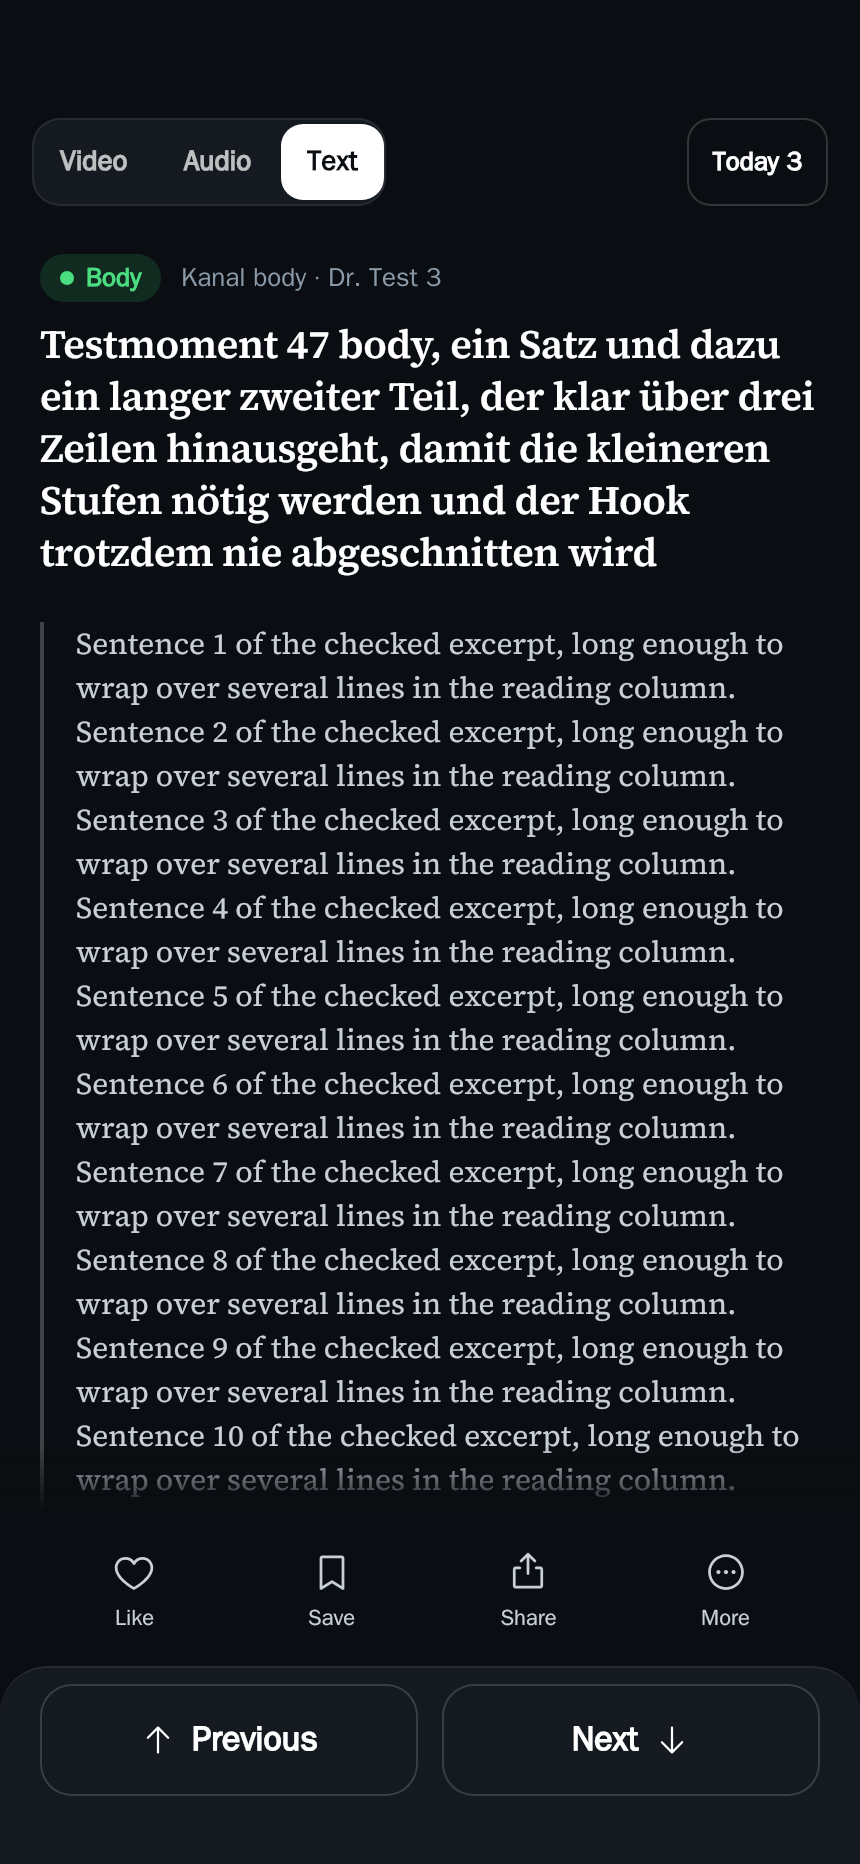 Video Audio Text Today 3
Body Kanal body · Dr. Test 3
Testmoment 47 body, ein Satz und dazu
ein langer zweiter Teil, der klar über drei
Zeilen hinausgeht, damit die kleineren
Stufen nötig werden und der Hook
trotzdem nie abgeschnitten wird
Sentence 1 of the checked excerpt, long enough to
wrap over several lines in the reading column.
Sentence 2 of the checked excerpt, long enough to
wrap over several lines in the reading column.
Sentence 3 of the checked excerpt, long enough to
wrap over several lines in the reading column.
Sentence 4 of the checked excerpt, long enough to
wrap over several lines in the reading column.
Sentence 5 of the checked excerpt, long enough to
wrap over several lines in the reading column.
Sentence 6 of the checked excerpt, long enough to
wrap over several lines in the reading column.
Sentence 7 of the checked excerpt, long enough to
wrap over several lines in the reading column.
Sentence 8 of the checked excerpt, long enough to
wrap over several lines in the reading column.
Sentence 9 of the checked excerpt, long enough to
wrap over several lines in the reading column.
Sentence 10 of the checked excerpt, long enough to
wrap over several lines in the reading column.
Like Save Share More
Previous Next